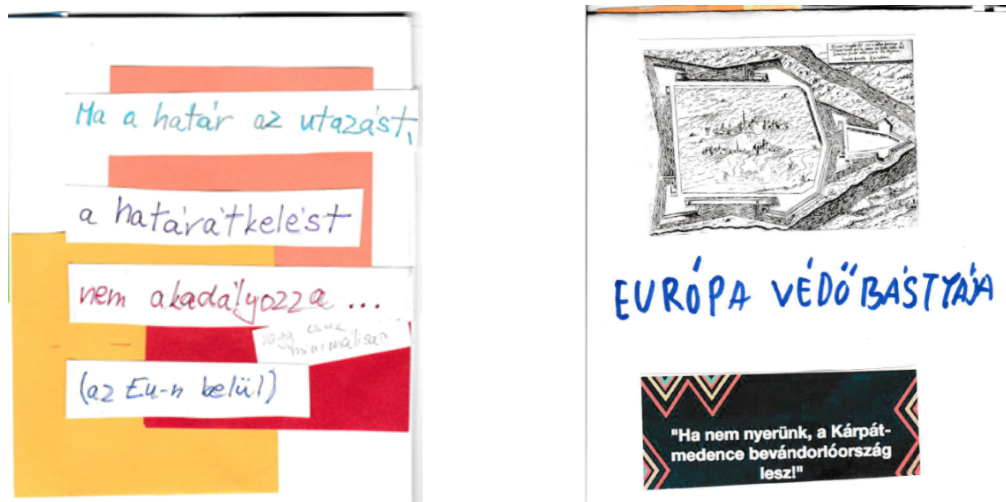 Ma a határ az utazást,
a határátkelést
nem akadályozza ...
vagy csak
minimálisan
(az Eu-n belül)
EURÓPA VÉDŐBÁSTYÁJA
"Ha nem nyerünk, a Kárpát-
medence bevándorlóország
lesz!"